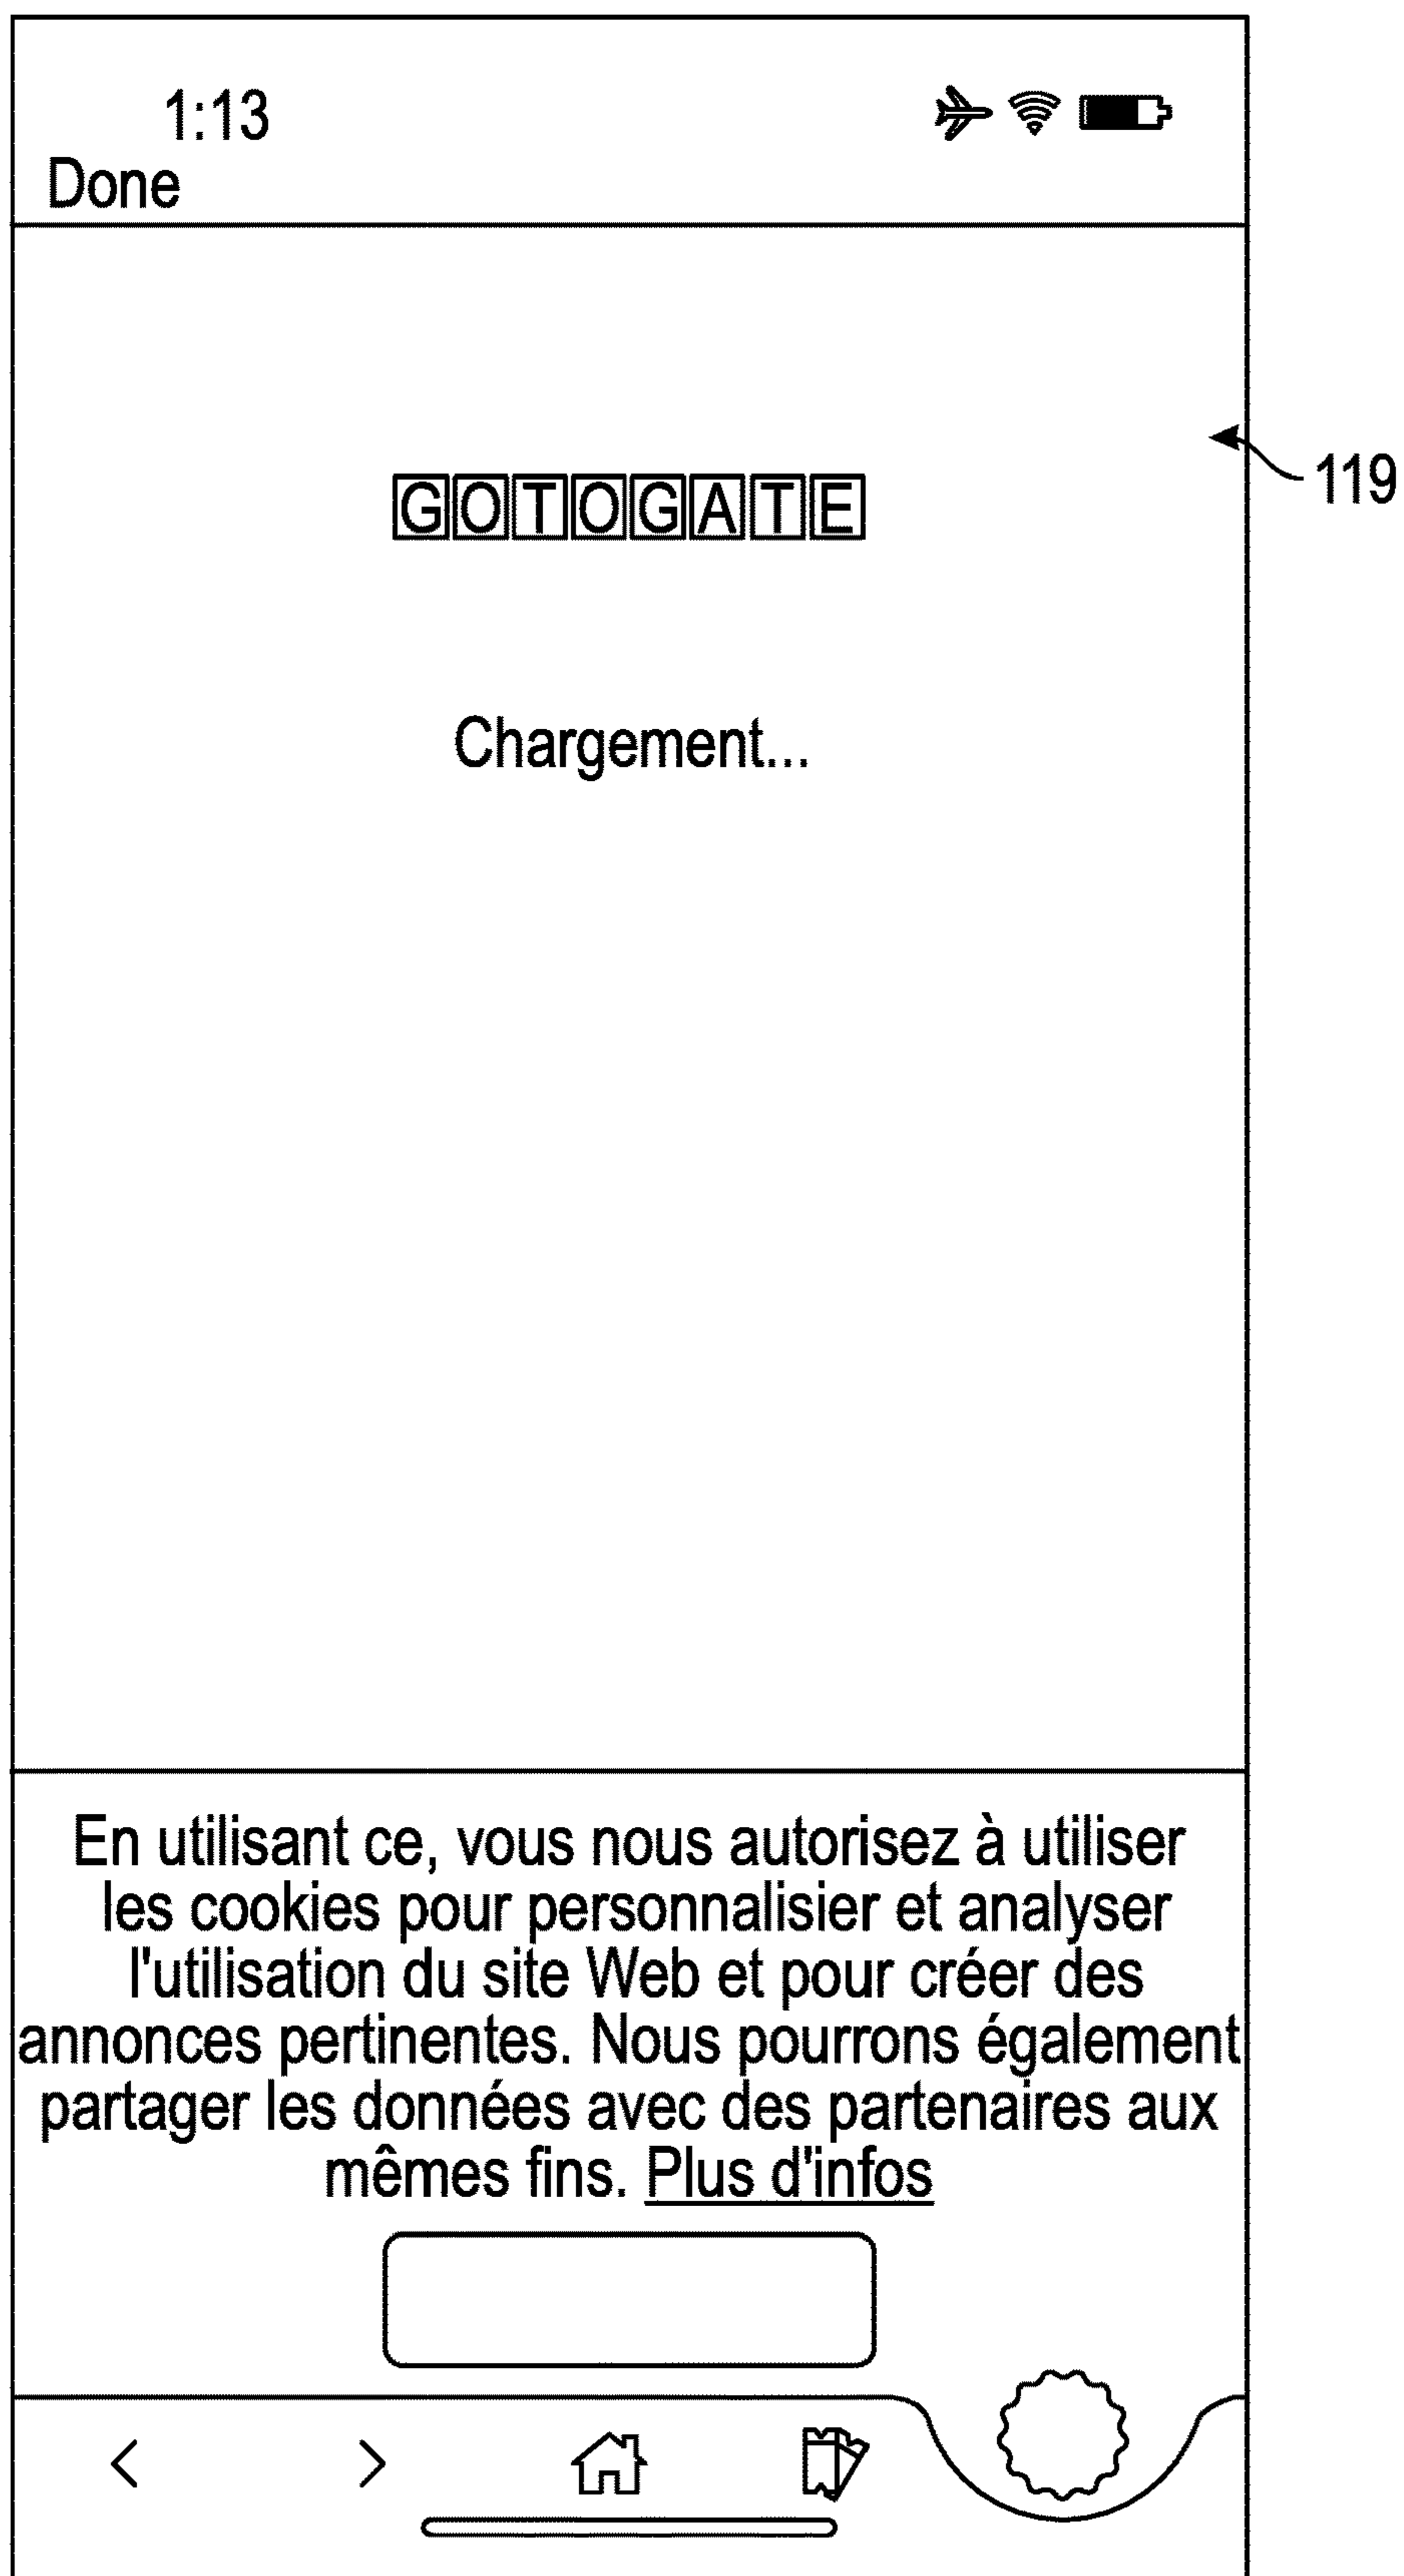 1:13
Done
GOTOGATE
119
Chargement...
En utilisant ce, vous nous autorisez à utiliser
les cookies pour personnalisier et analyser
l'utilisation du site Web et pour créer des
annonces pertinentes. Nous pourrons également
partager les données avec des partenaires aux
mêmes fins. Plus d'infos